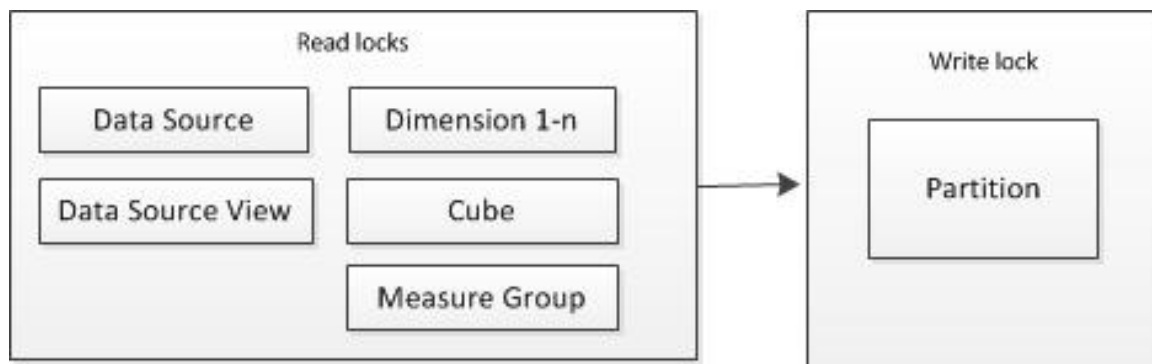 Read locks
Data Source
Dimension 1-n
Data Source View
Cube
Measure Group
Write lock
Partition